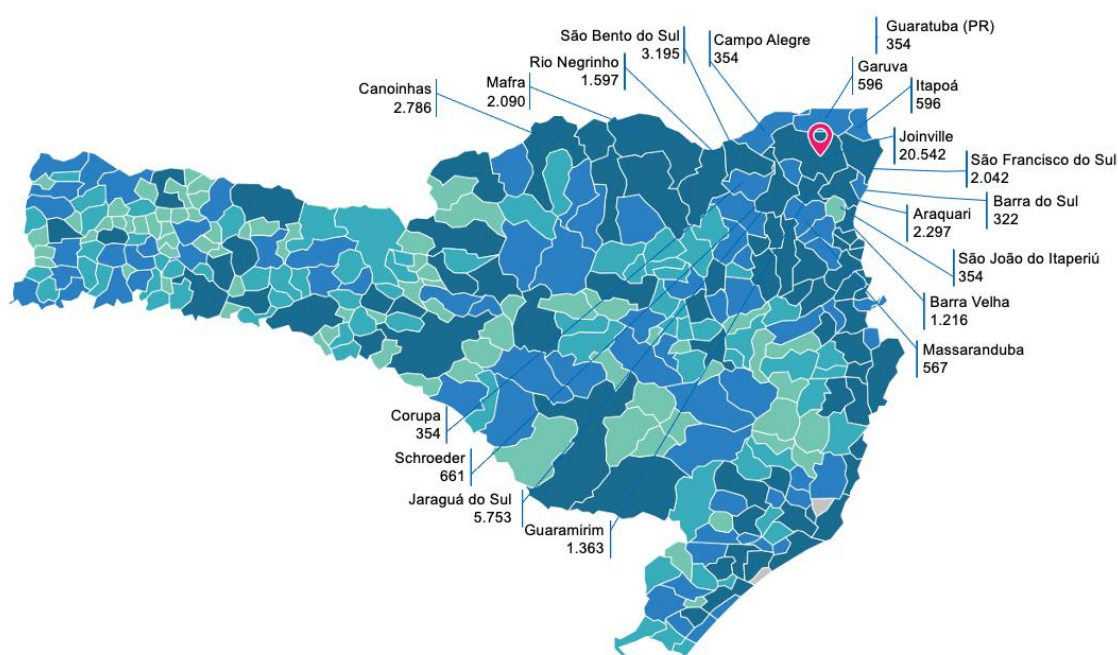 Guaratuba (PR)
354
São Bento do Sul
3.195
Campo Alegre
354
Rio Negrinho
1.597
Garuva
596
Mafra
2.090
Itapoá
596
Canoinhas
2.786
Joinville
20.542
São Francisco do Sul
2.042
Barra do Sul
322
Araquari
2.297
São João do Itaperiú
354
Barra Velha
1.216
Massaranduba
567
Corupa
354
Schroeder
661
Jaraguá do Sul
5.753
Guaramirim
1.363